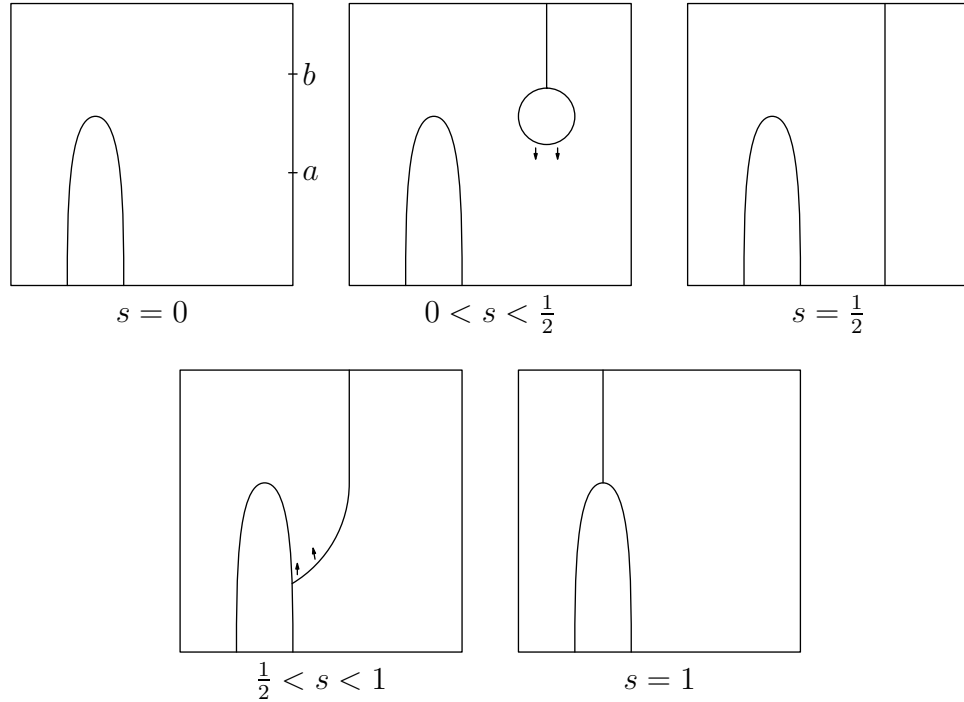 b
a
s = 0
0 < s < 1/2
s = 1/2
1/2 < s < 1
s = 1